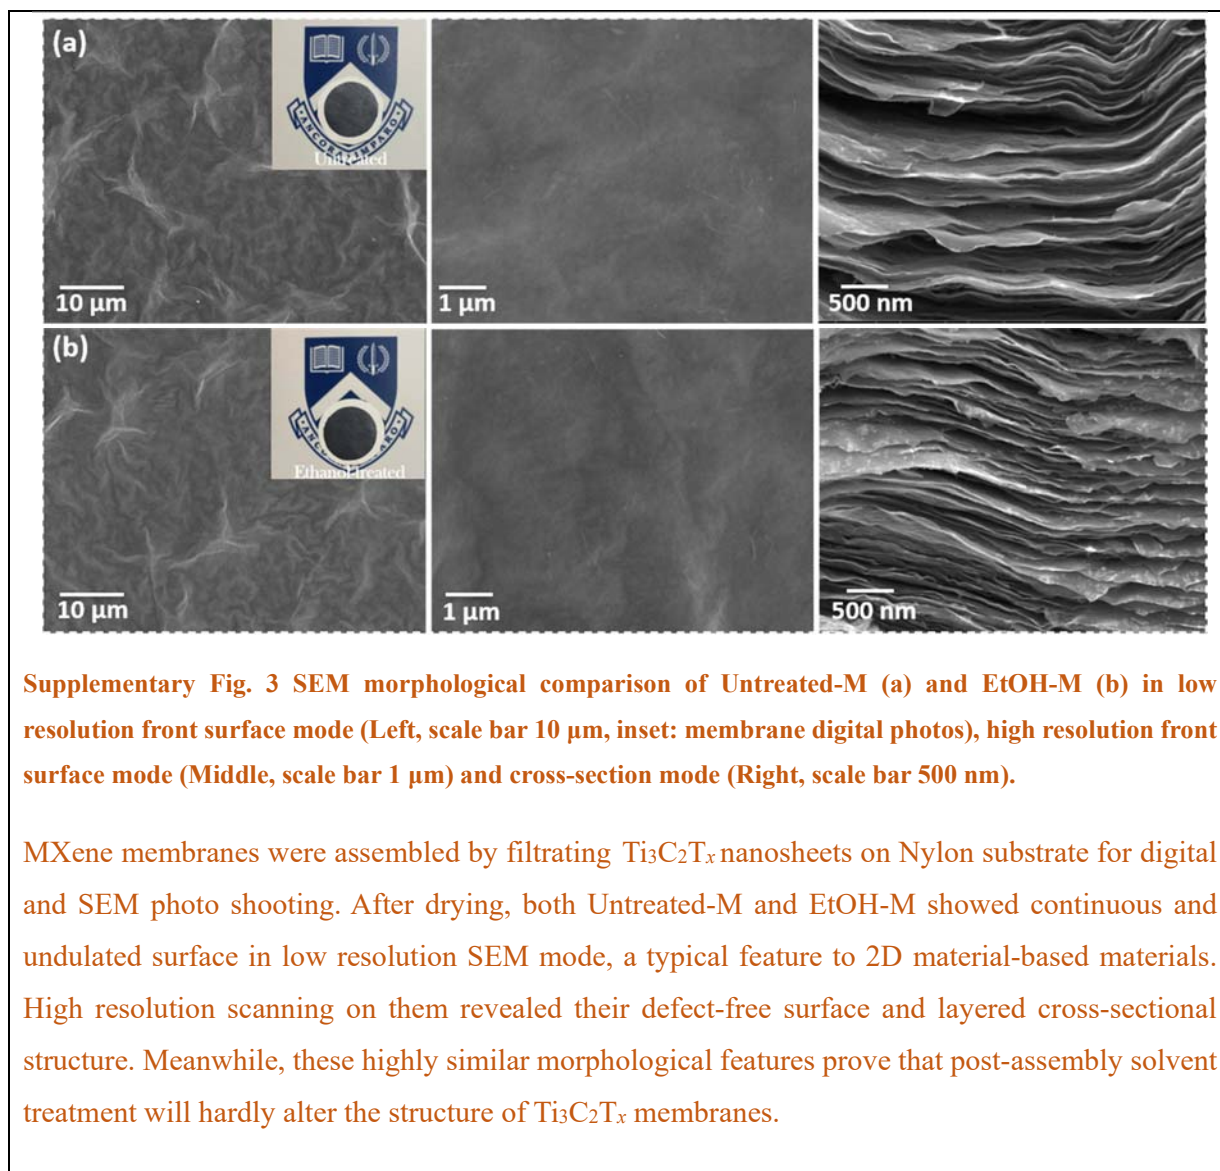 (a)
ANCORA IMPARO
Untreated
10 µm
1 µm
500 nm
(b)
Ethanol treated
10 µm
1 µm
500 nm
Supplementary Fig. 3 SEM morphological comparison of Untreated-M (a) and EtOH-M (b) in low
resolution front surface mode (Left, scale bar 10 µm, inset: membrane digital photos), high resolution front
surface mode (Middle, scale bar 1 µm) and cross-section mode (Right, scale bar 500 nm).
MXene membranes were assembled by filtrating Ti₃C₂Tₓ nanosheets on Nylon substrate for digital
and SEM photo shooting. After drying, both Untreated-M and EtOH-M showed continuous and
undulated surface in low resolution SEM mode, a typical feature to 2D material-based materials.
High resolution scanning on them revealed their defect-free surface and layered cross-sectional
structure. Meanwhile, these highly similar morphological features prove that post-assembly solvent
treatment will hardly alter the structure of Ti₃C₂Tₓ membranes.